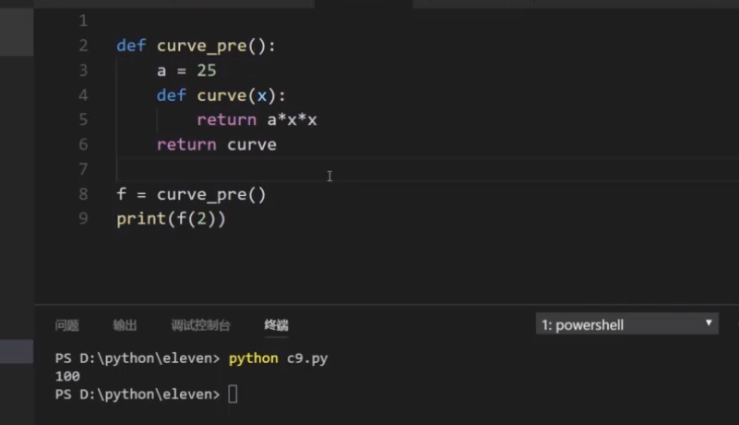 1
2 def curve_pre():
3     a = 25
4     def curve(x):
5         return a*x*x
6     return curve
7
8 f = curve_pre()
9 print(f(2))
问题 输出 调试控制台 终端 1: powershell
PS D:\python\eleven> python c9.py
100
PS D:\python\eleven>